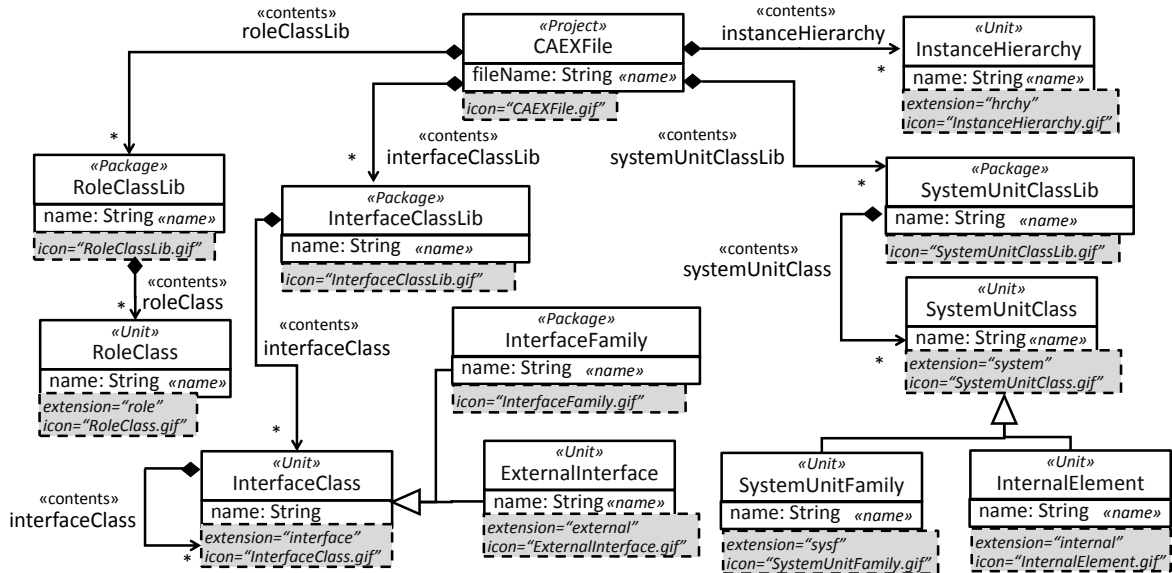 «contents»
roleClassLib
«Project»
CAEXFile
fileName: String «name»
icon="CAEXFile.gif"
«contents»
instanceHierarchy
*
«Unit»
InstanceHierarchy
name: String «name»
extension="hrchy"
icon="InstanceHierarchy.gif"
*
«contents»
interfaceClassLib
*
«contents»
systemUnitClassLib
*
«Package»
RoleClassLib
name: String «name»
icon="RoleClassLib.gif"
«Package»
InterfaceClassLib
name: String «name»
icon="InterfaceClassLib.gif"
«Package»
SystemUnitClassLib
name: String «name»
icon="SystemUnitClassLib.gif"
«contents»
roleClass
*
«contents»
systemUnitClass
*
«Unit»
RoleClass
name: String «name»
extension="role"
icon="RoleClass.gif"
«contents»
interfaceClass
*
«Package»
InterfaceFamily
name: String «name»
icon="InterfaceFamily.gif"
«Unit»
SystemUnitClass
name: String «name»
extension="system"
icon="SystemUnitClass.gif"
«contents»
interfaceClass
*
«Unit»
InterfaceClass
name: String
extension="interface"
icon="InterfaceClass.gif"
«Unit»
ExternalInterface
name: String «name»
extension="external"
icon="ExternalInterface.gif"
«Unit»
SystemUnitFamily
name: String «name»
extension="sysf"
icon="SystemUnitFamily.gif"
«Unit»
InternalElement
name: String «name»
extension="internal"
icon="InternalElement.gif"